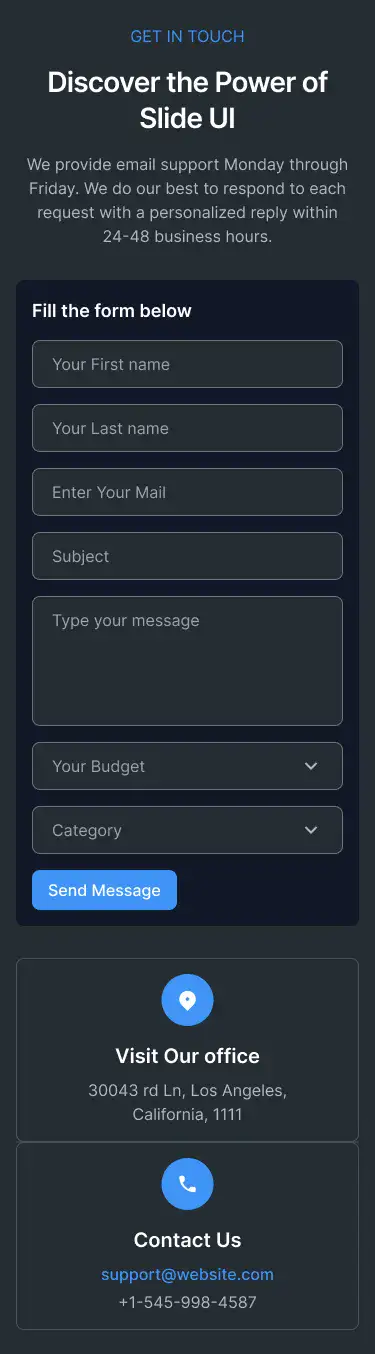 GET IN TOUCH
Discover the Power of
Slide UI
We provide email support Monday through
Friday. We do our best to respond to each
request with a personalized reply within
24-48 business hours.
Fill the form below
Your First name
Your Last name
Enter Your Mail
Subject
Type your message
Your Budget
Category
Send Message
Visit Our office
30043 rd Ln, Los Angeles,
California, 1111
Contact Us
support@website.com
+1-545-998-4587